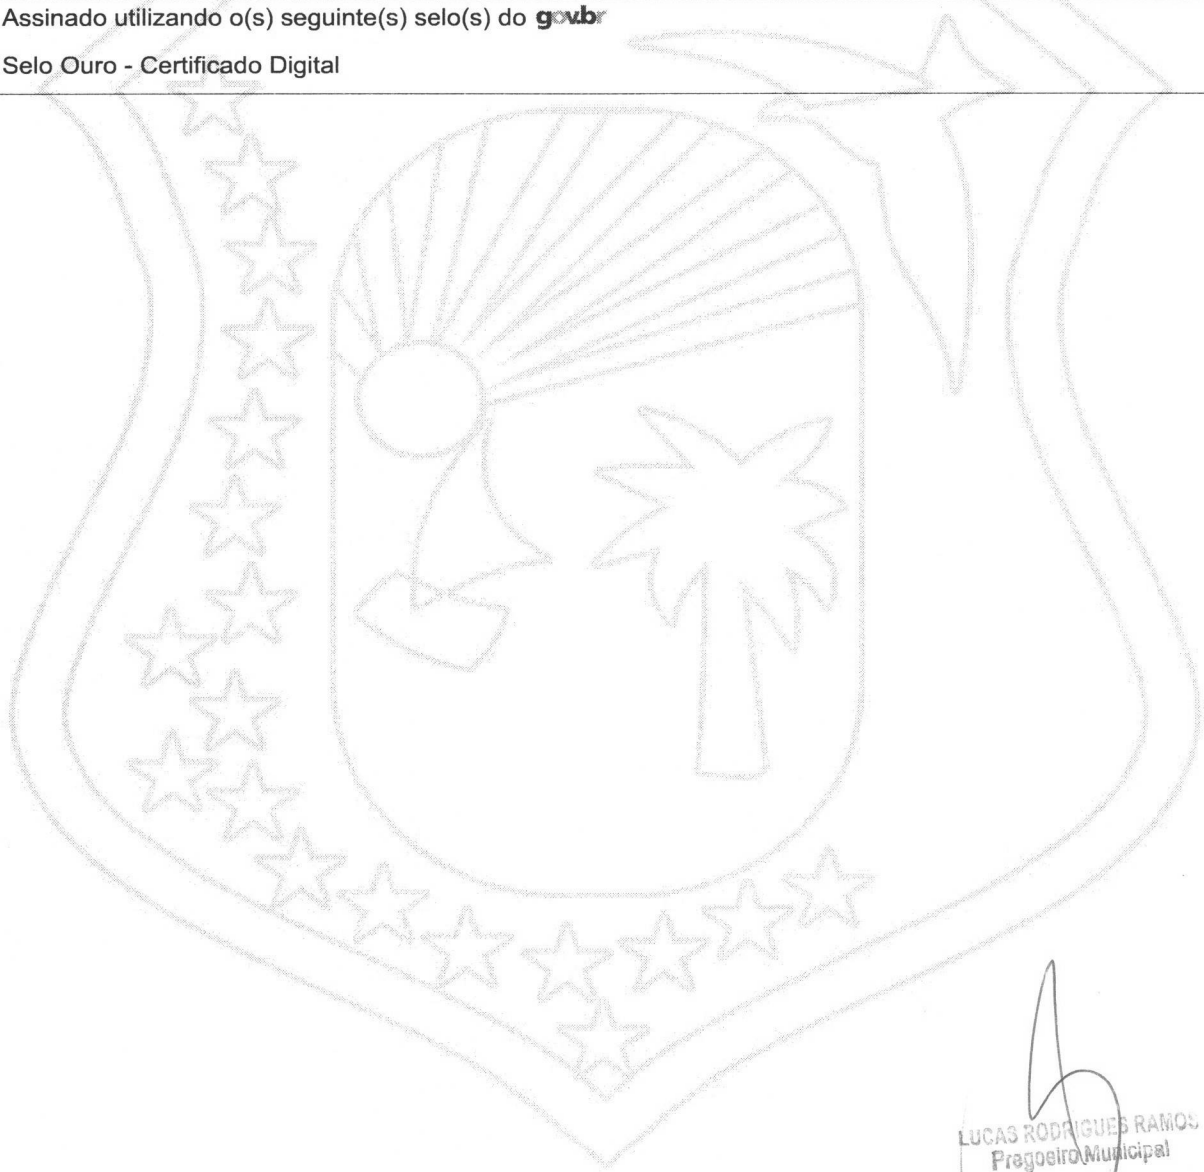 Assinado utilizando o(s) seguinte(s) selo(s) do gov.br
Selo Ouro - Certificado Digital
LUCAS RODRIGUES RAMOS
Pregoeiro Municipal